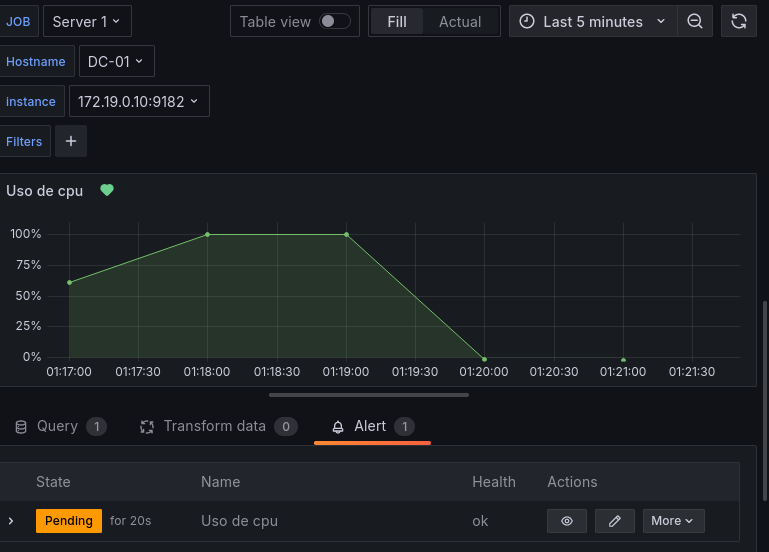 JOB Server 1 Table view Fill Actual Last 5 minutes
Hostname DC-01
instance 172.19.0.10:9182
Filters +
Uso de cpu
100%
75%
50%
25%
0%
01:17:00 01:17:30 01:18:00 01:18:30 01:19:00 01:19:30 01:20:00 01:20:30 01:21:00 01:21:30
Query 1 Transform data 0 Alert 1
State Name Health Actions
Pending for 20s Uso de cpu ok More